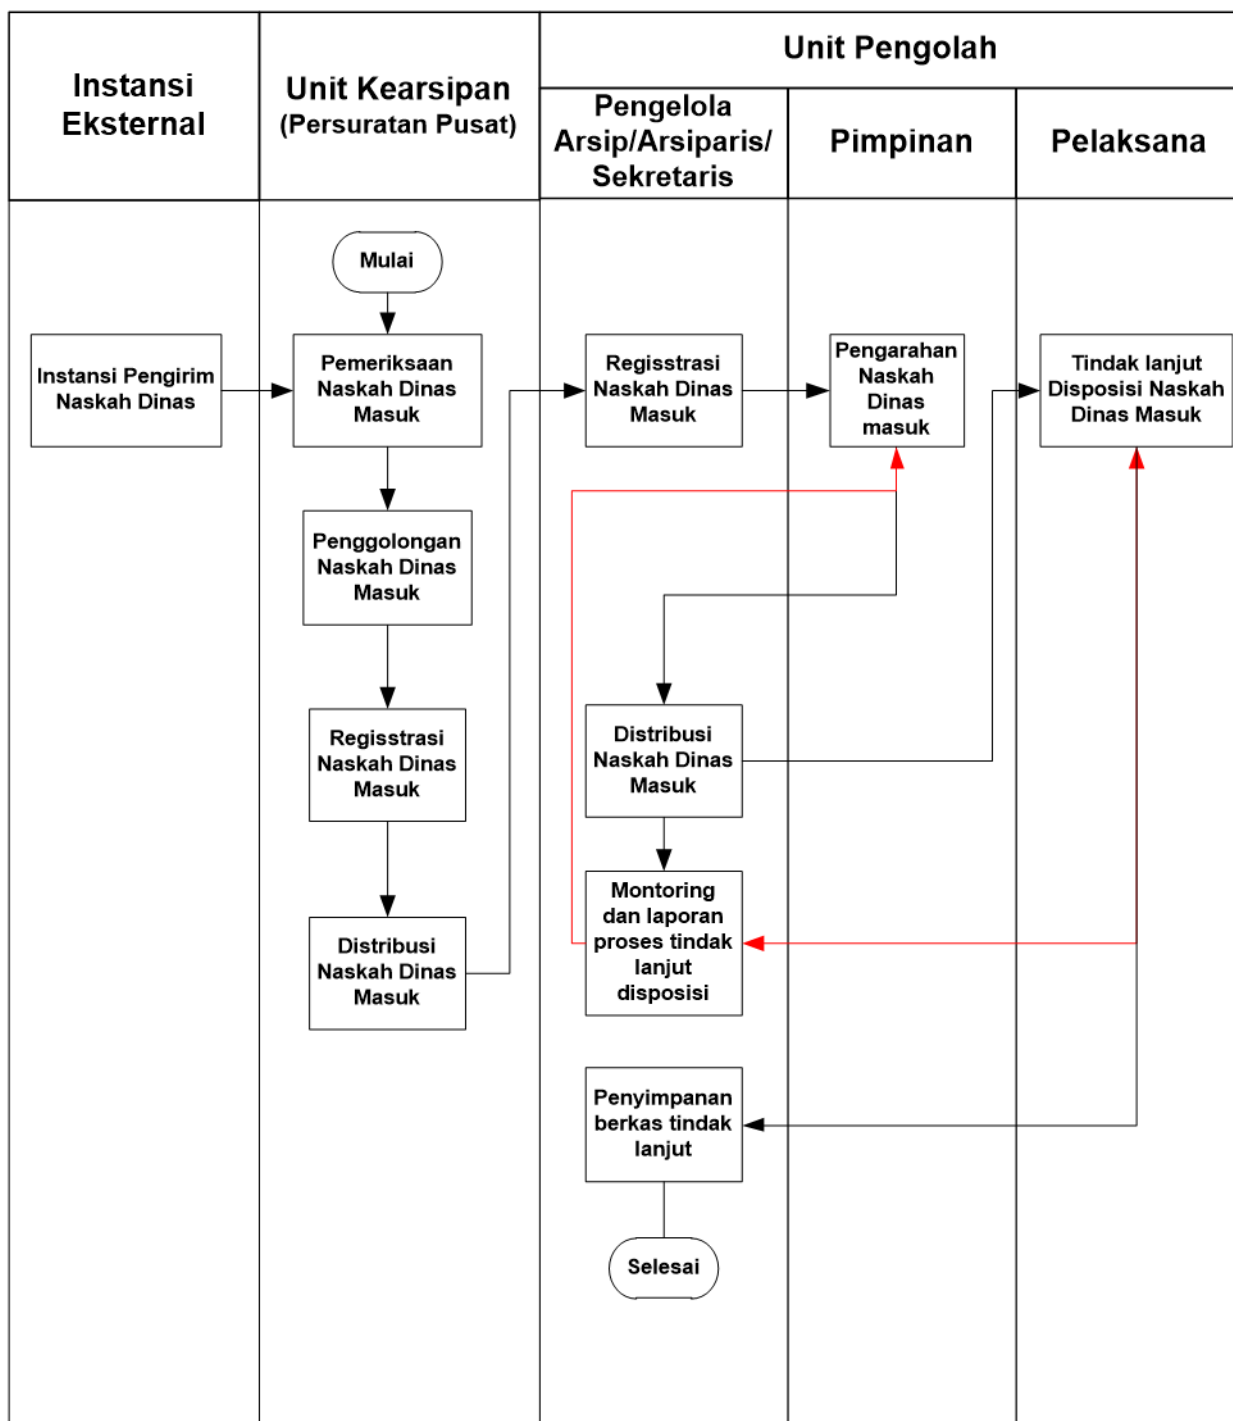 Instansi
Eksternal
Unit Kearsipan
(Persuratan Pusat)
Unit Pengolah
Pengelola
Arsip/Arsiparis/
Sekretaris
Pimpinan
Pelaksana
Mulai
Instansi Pengirim
Naskah Dinas
Pemeriksaan
Naskah Dinas
Masuk
Regisstrasi
Naskah Dinas
Masuk
Pengarahan
Naskah
Dinas
masuk
Tindak lanjut
Disposisi Naskah
Dinas Masuk
Penggolongan
Naskah Dinas
Masuk
Regisstrasi
Naskah Dinas
Masuk
Distribusi
Naskah Dinas
Masuk
Distribusi
Naskah Dinas
Masuk
Montoring
dan laporan
proses tindak
lanjut
disposisi
Penyimpanan
berkas tindak
lanjut
Selesai